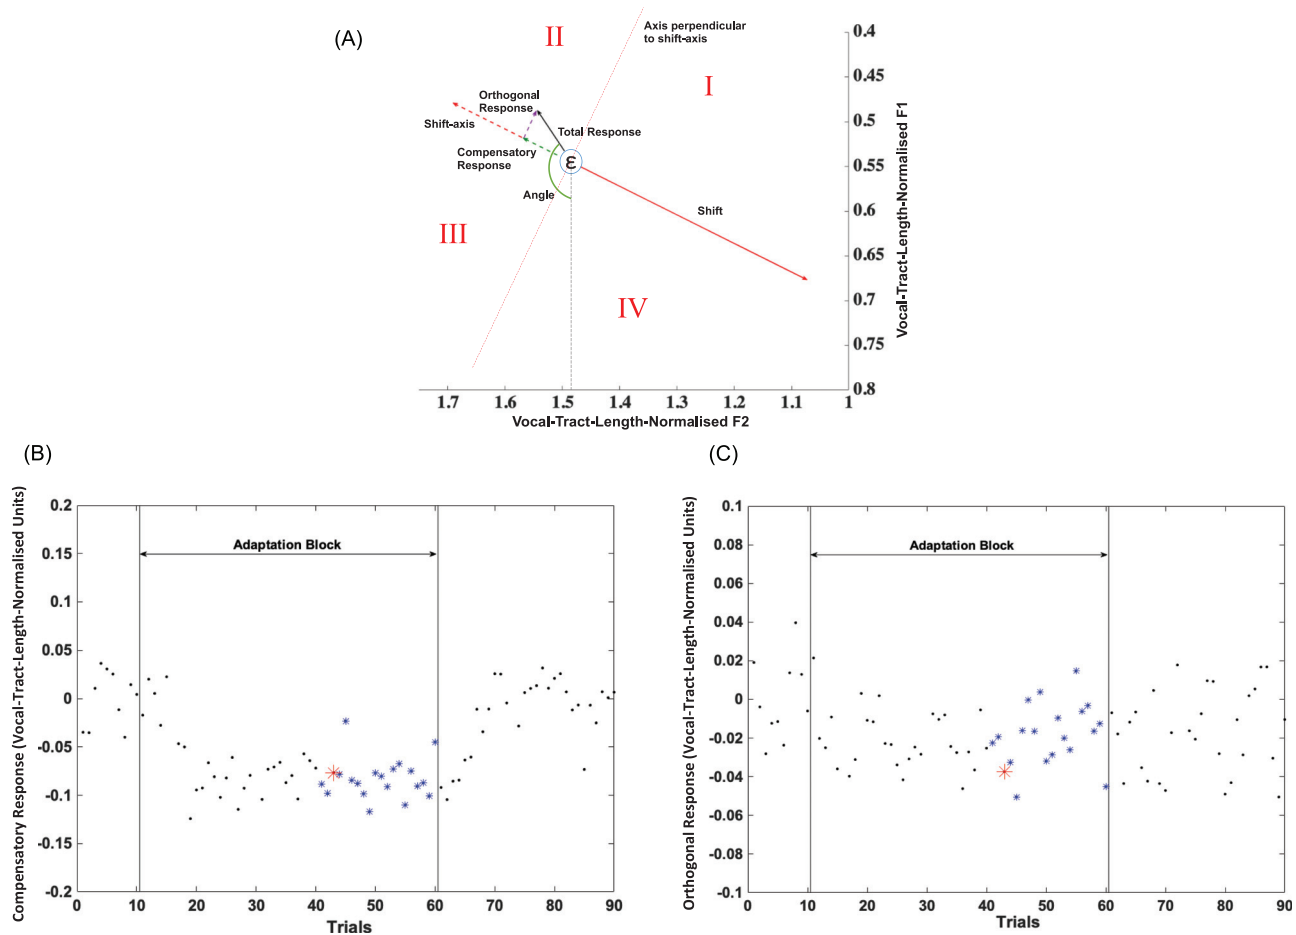 (A)
II
Axis perpendicular
to shift-axis
I
Orthogonal
Response
Shift-axis
Total Response
Compensatory
Response
ε
Angle
Shift
III
IV
0.4
0.45
0.5
0.55
0.6
0.65
0.7
0.75
0.8
Vocal-Tract-Length-Normalised F1
1.7 1.6 1.5 1.4 1.3 1.2 1.1 1
Vocal-Tract-Length-Normalised F2
(B)
Compensatory Response (Vocal-Tract-Length-Normalised Units)
0.2
0.15
0.1
0.05
0
-0.05
-0.1
-0.15
-0.2
Adaptation Block
0 10 20 30 40 50 60 70 80 90
Trials
(C)
Orthogonal Response (Vocal-Tract-Length-Normalised Units)
0.1
0.08
0.06
0.04
0.02
0
-0.02
-0.04
-0.06
-0.08
-0.1
Adaptation Block
0 10 20 30 40 50 60 70 80 90
Trials